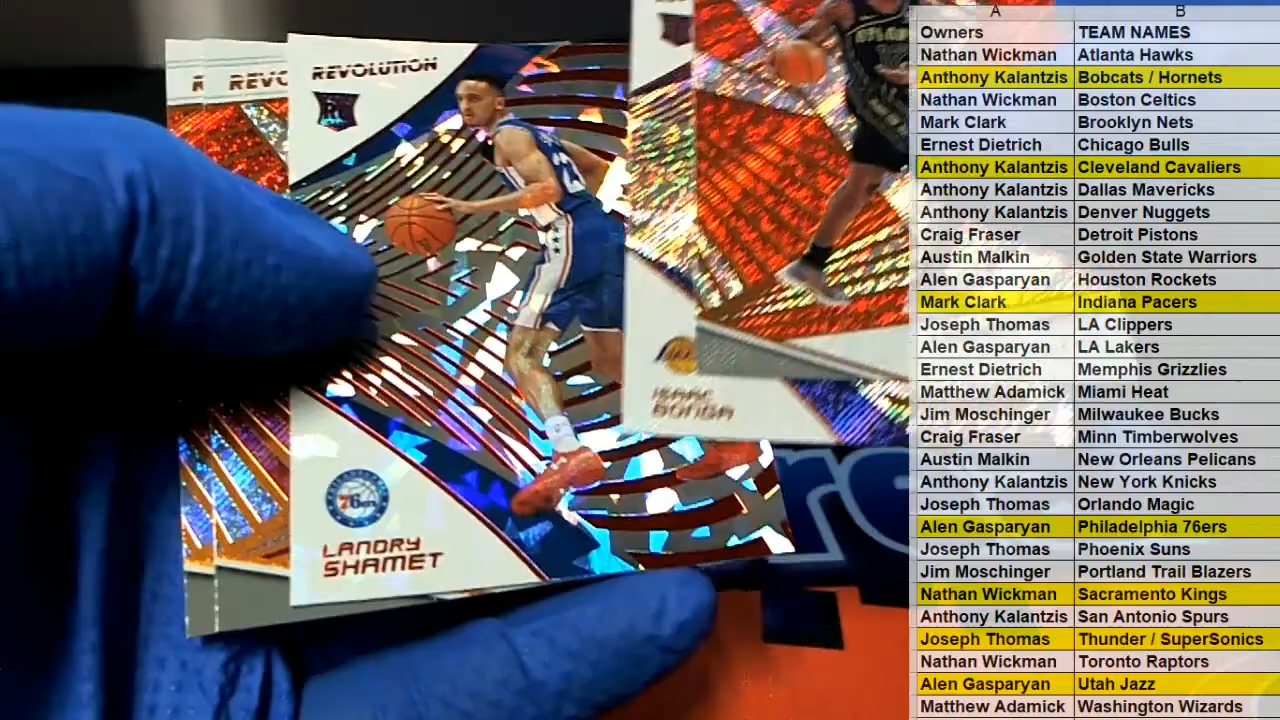 REVOLUTION
LANDRY
SHAMET
76ers
REVO
ISAAC
BONGA
A B
Owners TEAM NAMES
Nathan Wickman Atlanta Hawks
Anthony Kalantzis Bobcats / Hornets
Nathan Wickman Boston Celtics
Mark Clark Brooklyn Nets
Ernest Dietrich Chicago Bulls
Anthony Kalantzis Cleveland Cavaliers
Anthony Kalantzis Dallas Mavericks
Anthony Kalantzis Denver Nuggets
Craig Fraser Detroit Pistons
Austin Malkin Golden State Warriors
Alen Gasparyan Houston Rockets
Mark Clark Indiana Pacers
Joseph Thomas LA Clippers
Alen Gasparyan LA Lakers
Ernest Dietrich Memphis Grizzlies
Matthew Adamick Miami Heat
Jim Moschinger Milwaukee Bucks
Craig Fraser Minn Timberwolves
Austin Malkin New Orleans Pelicans
Anthony Kalantzis New York Knicks
Joseph Thomas Orlando Magic
Alen Gasparyan Philadelphia 76ers
Joseph Thomas Phoenix Suns
Jim Moschinger Portland Trail Blazers
Nathan Wickman Sacramento Kings
Anthony Kalantzis San Antonio Spurs
Joseph Thomas Thunder / SuperSonics
Nathan Wickman Toronto Raptors
Alen Gasparyan Utah Jazz
Matthew Adamick Washington Wizards